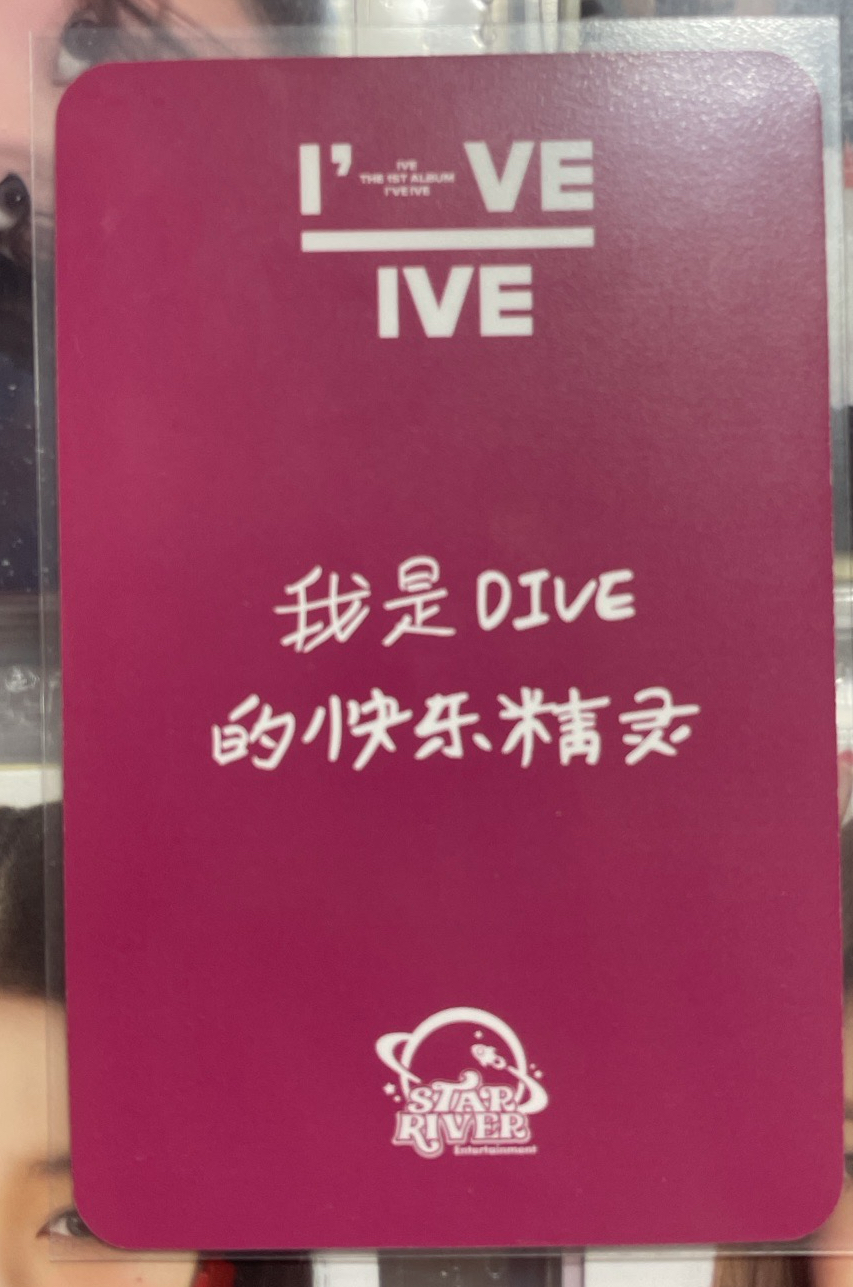 I' VE
IVE
THE 1ST ALBUM
I'VE IVE
IVE
我是DIVE
的快乐精灵
STAR
RIVER
Entertainment